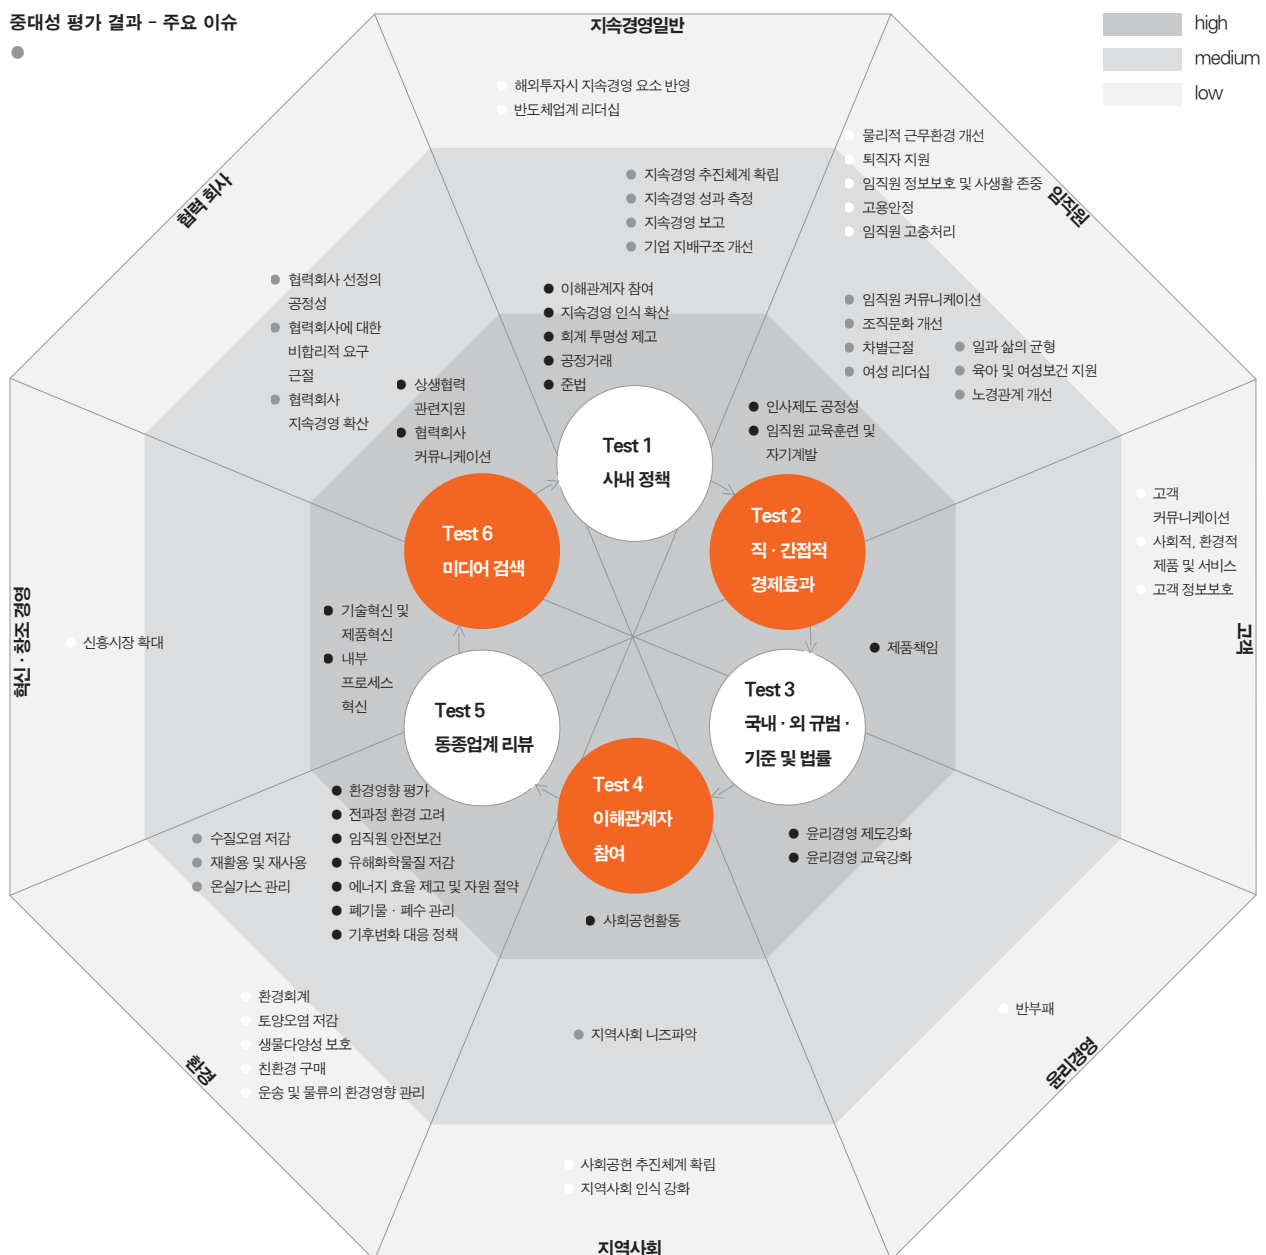 중대성 평가 결과 – 주요 이슈
high
medium
low
지속경영일반
해외투자시 지속경영 요소 반영
반도체업계 리더십
지속경영 추진체계 확립
지속경영 성과 측정
지속경영 보고
기업 지배구조 개선
이해관계자 참여
지속경영 인식 확산
회계 투명성 제고
공정거래
준법
임직원
물리적 근무환경 개선
퇴직자 지원
임직원 정보보호 및 사생활 존중
고용안정
임직원 고충처리
임직원 커뮤니케이션
조직문화 개선
차별근절
여성 리더십
일과 삶의 균형
육아 및 여성보건 지원
노경관계 개선
인사제도 공정성
임직원 교육훈련 및
자기계발
고객
고객
커뮤니케이션
사회적, 환경적
제품 및 서비스
고객 정보보호
제품책임
윤리경영
윤리경영 제도강화
윤리경영 교육강화
반부패
지역사회
사회공헌활동
지역사회 니즈파악
사회공헌 추진체계 확립
지역사회 인식 강화
환경
환경영향 평가
전과정 환경 고려
임직원 안전보건
유해화학물질 저감
에너지 효율 제고 및 자원 절약
폐기물 · 폐수 관리
기후변화 대응 정책
수질오염 저감
재활용 및 재사용
온실가스 관리
환경회계
토양오염 저감
생물다양성 보호
친환경 구매
운송 및 물류의 환경영향 관리
혁신 · 창조 경영
신흥시장 확대
기술혁신 및
제품혁신
내부
프로세스
혁신
협력 회사
협력회사 선정의
공정성
협력회사에 대한
비합리적 요구
근절
협력회사
지속경영 확산
상생협력
관련지원
협력회사
커뮤니케이션
Test 1
사내 정책
Test 2
직 · 간접적
경제효과
Test 3
국내 · 외 규범 ·
기준 및 법률
Test 4
이해관계자
참여
Test 5
동종업계 리뷰
Test 6
미디어 검색